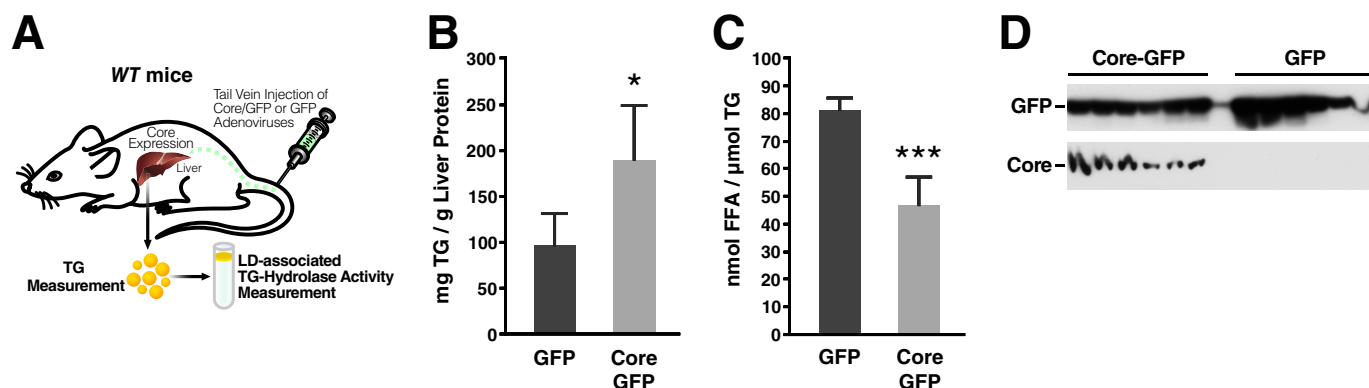 A
WT mice
Tail Vein Injection of
Core/GFP or GFP
Adenoviruses
Core
Expression
Liver
TG
Measurement
LD-associated
TG-Hydrolase Activity
Measurement
B
mg TG / g Liver Protein
300
250
200
150
100
50
0
*
GFP
Core
GFP
C
nmol FFA / µmol TG
100
90
80
70
60
50
40
30
20
10
0
***
GFP
Core
GFP
D
Core-GFP GFP
GFP
Core